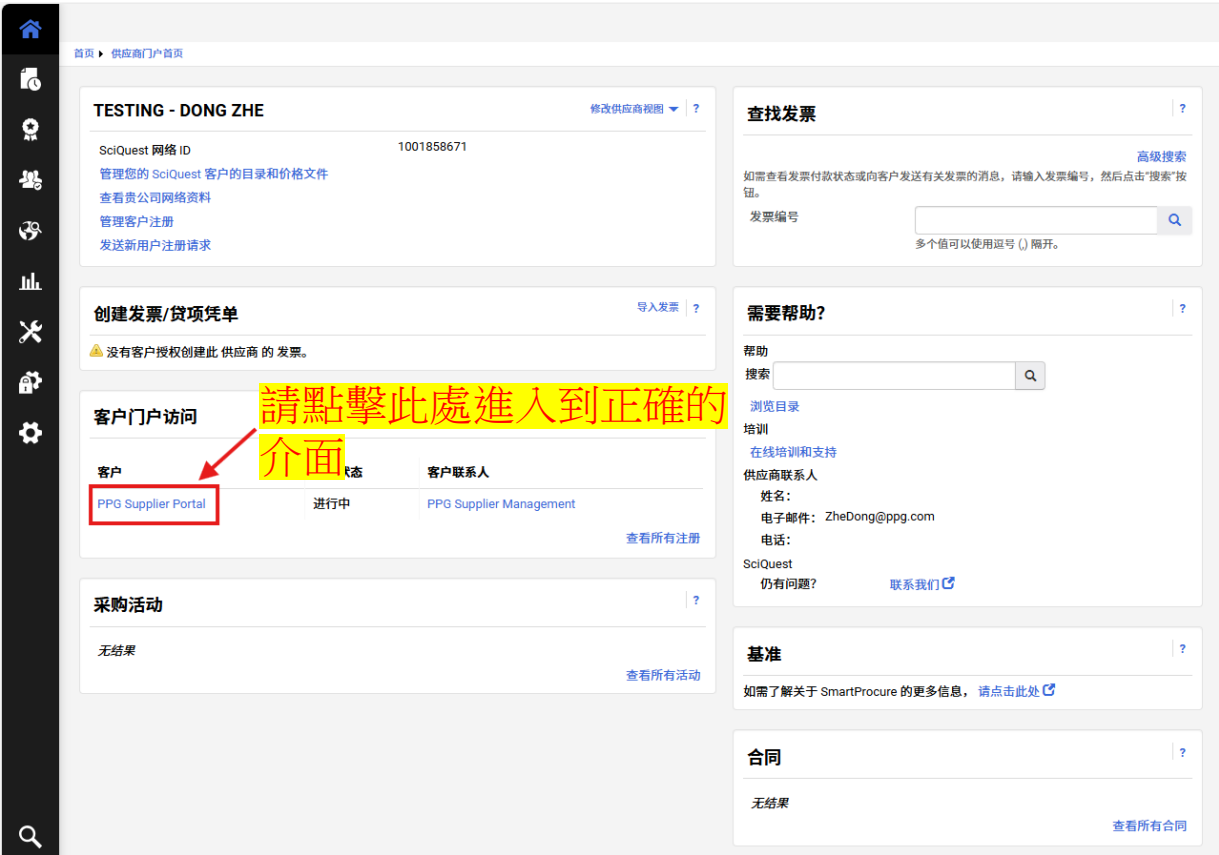 首页 ▸ 供应商门户首页
TESTING - DONG ZHE
修改供应商视图 ?
SciQuest 网络 ID 1001858671
管理您的 SciQuest 客户的目录和价格文件
查看贵公司网络资料
管理客户注册
发送新用户注册请求
创建发票/贷项凭单
导入发票 ?
没有客户授权创建此 供应商 的 发票。
客户门户访问
請點擊此處進入到正確的
介面
客户 状态 客户联系人
PPG Supplier Portal 进行中 PPG Supplier Management
查看所有注册
采购活动 ?
无结果
查看所有活动
查找发票 ?
高级搜索
如需查看发票付款状态或向客户发送有关发票的消息，请输入发票编号，然后点击"搜索"按
钮。
发票编号
多个值可以使用逗号 (,) 隔开。
需要帮助？ ?
帮助
搜索
浏览目录
培训
在线培训和支持
供应商联系人
姓名：
电子邮件： ZheDong@ppg.com
电话：
SciQuest
仍有问题？ 联系我们
基准 ?
如需了解关于 SmartProcure 的更多信息， 请点击此处
合同 ?
无结果
查看所有合同